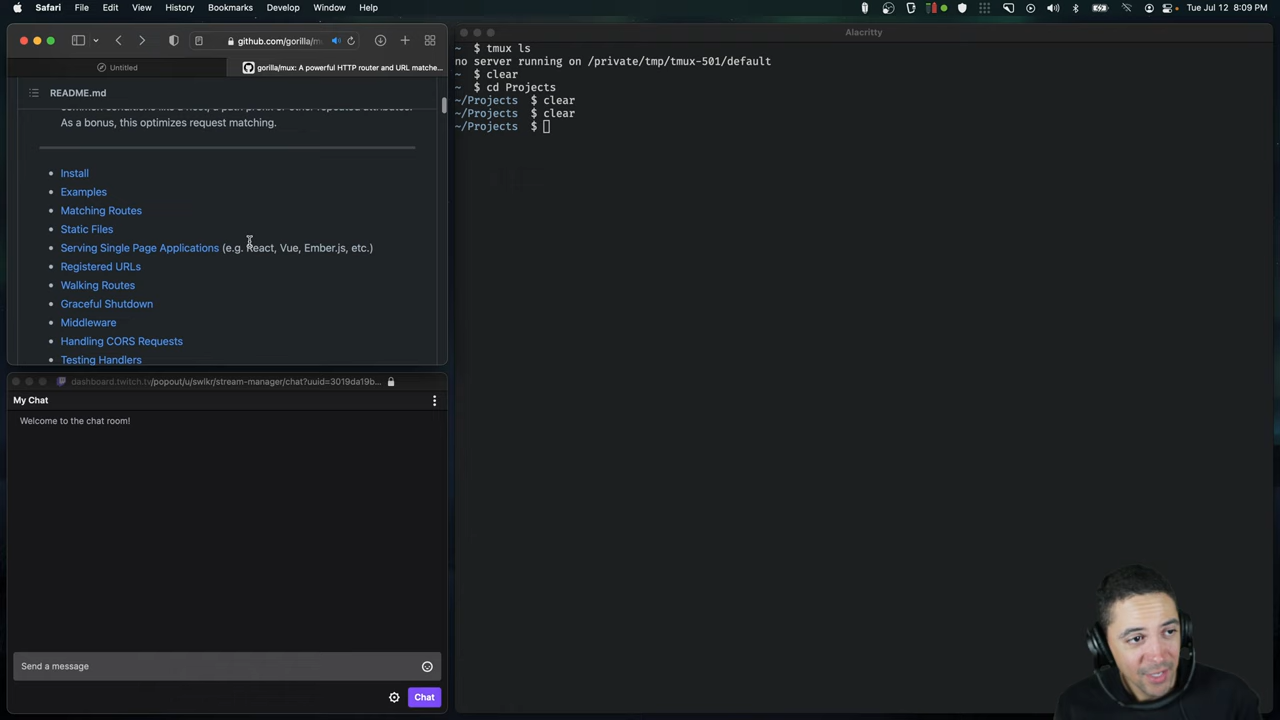 Safari File Edit View History Bookmarks Develop Window Help
Tue Jul 12 8:09 PM
github.com/gorilla/m
Untitled
gorilla/mux: A powerful HTTP router and URL matche...
README.md
As a bonus, this optimizes request matching.
Install
Examples
Matching Routes
Static Files
Serving Single Page Applications (e.g. React, Vue, Ember.js, etc.)
Registered URLs
Walking Routes
Graceful Shutdown
Middleware
Handling CORS Requests
Testing Handlers
dashboard.twitch.tv/popout/u/swlkr/stream-manager/chat?uuid=3019da19b...
My Chat
Welcome to the chat room!
Send a message
Chat
Alacritty
~ $ tmux ls
no server running on /private/tmp/tmux-501/default
~ $ clear
~ $ cd Projects
~/Projects $ clear
~/Projects $ clear
~/Projects $